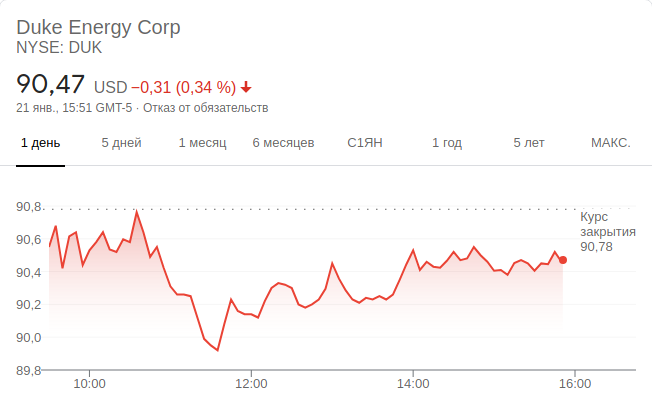 Duke Energy Corp
NYSE: DUK
90,47 USD −0,31 (0,34 %)
21 янв., 15:51 GMT-5 · Отказ от обязательств
1 день 5 дней 1 месяц 6 месяцев С1ЯН 1 год 5 лет МАКС.
90,8
90,6
90,4
90,2
90,0
89,8
Курс
закрытия
90,78
10:00 12:00 14:00 16:00